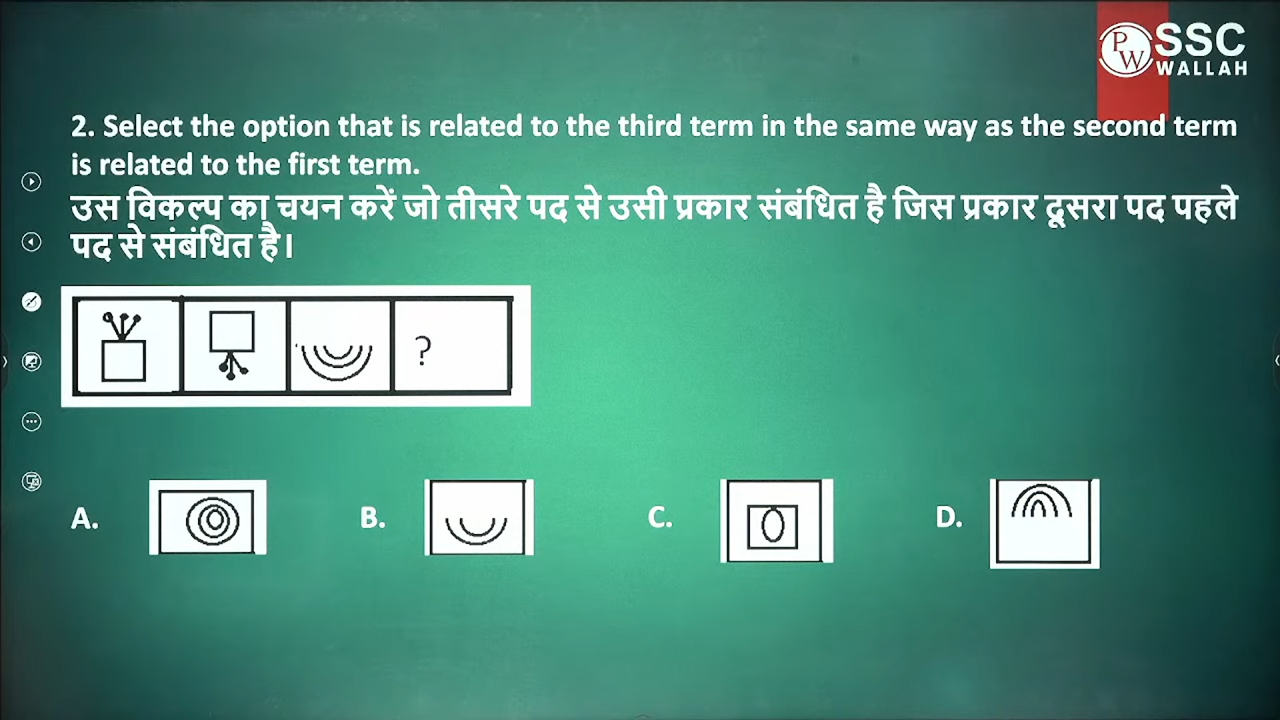 PW SSC
WALLAH
2. Select the option that is related to the third term in the same way as the second term
is related to the first term.
उस विकल्प का चयन करें जो तीसरे पद से उसी प्रकार संबंधित है जिस प्रकार दूसरा पद पहले
पद से संबंधित है।
?
A. B. C. D.